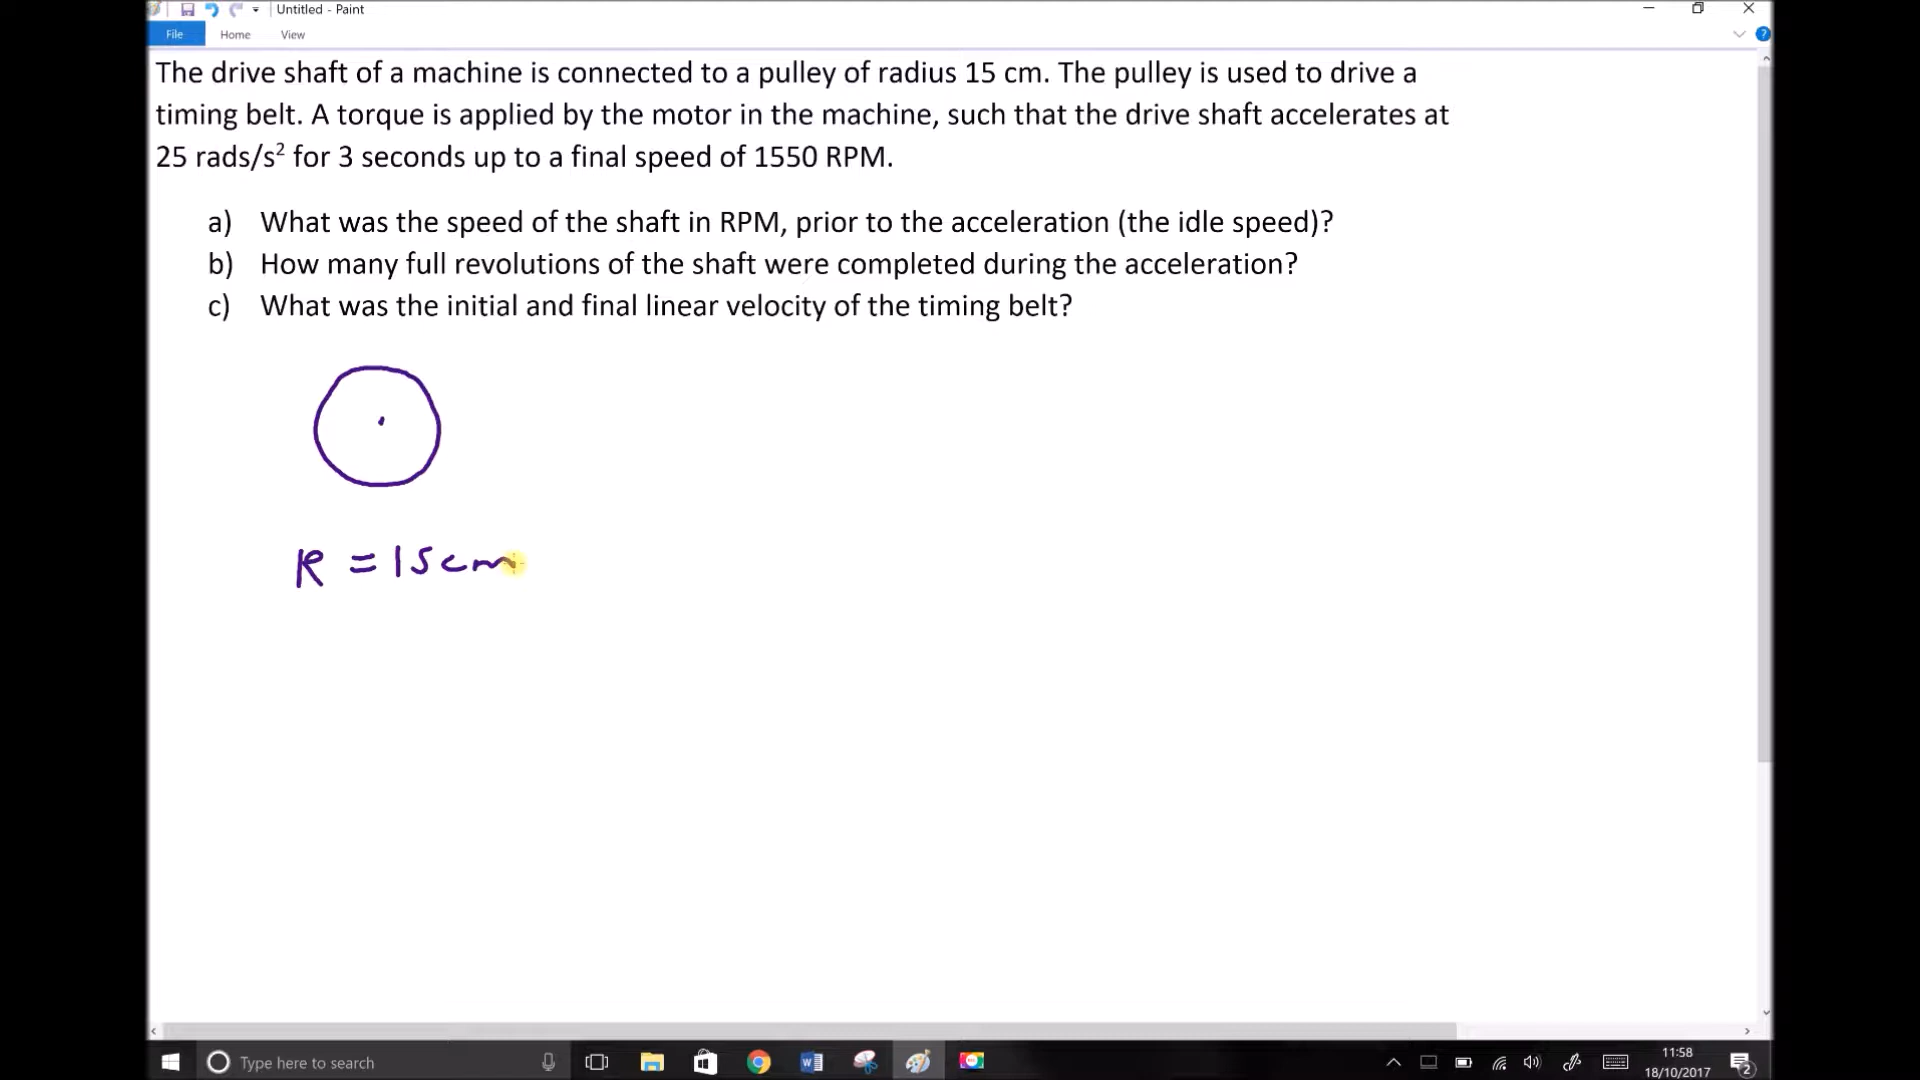 Untitled - Paint
File Home View
The drive shaft of a machine is connected to a pulley of radius 15 cm. The pulley is used to drive a
timing belt. A torque is applied by the motor in the machine, such that the drive shaft accelerates at
25 rads/s² for 3 seconds up to a final speed of 1550 RPM.
a) What was the speed of the shaft in RPM, prior to the acceleration (the idle speed)?
b) How many full revolutions of the shaft were completed during the acceleration?
c) What was the initial and final linear velocity of the timing belt?
R = 15cm
Type here to search
11:58
18/10/2017
2